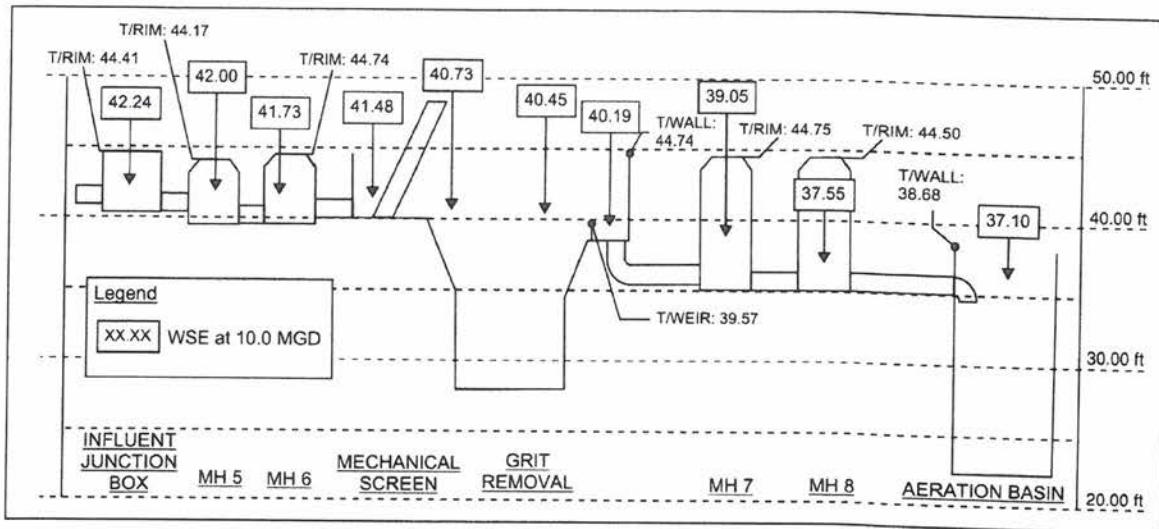 T/RIM: 44.41
T/RIM: 44.17
42.24
42.00
T/RIM: 44.74
41.73
41.48
40.73
40.45
40.19
T/WALL:
44.74
39.05
T/RIM: 44.75
T/RIM: 44.50
37.55
T/WALL:
38.68
37.10
50.00 ft
40.00 ft
30.00 ft
20.00 ft
T/WEIR: 39.57
Legend
XX.XX WSE at 10.0 MGD
INFLUENT
JUNCTION
BOX
MH 5
MH 6
MECHANICAL
SCREEN
GRIT
REMOVAL
MH 7
MH 8
AERATION BASIN